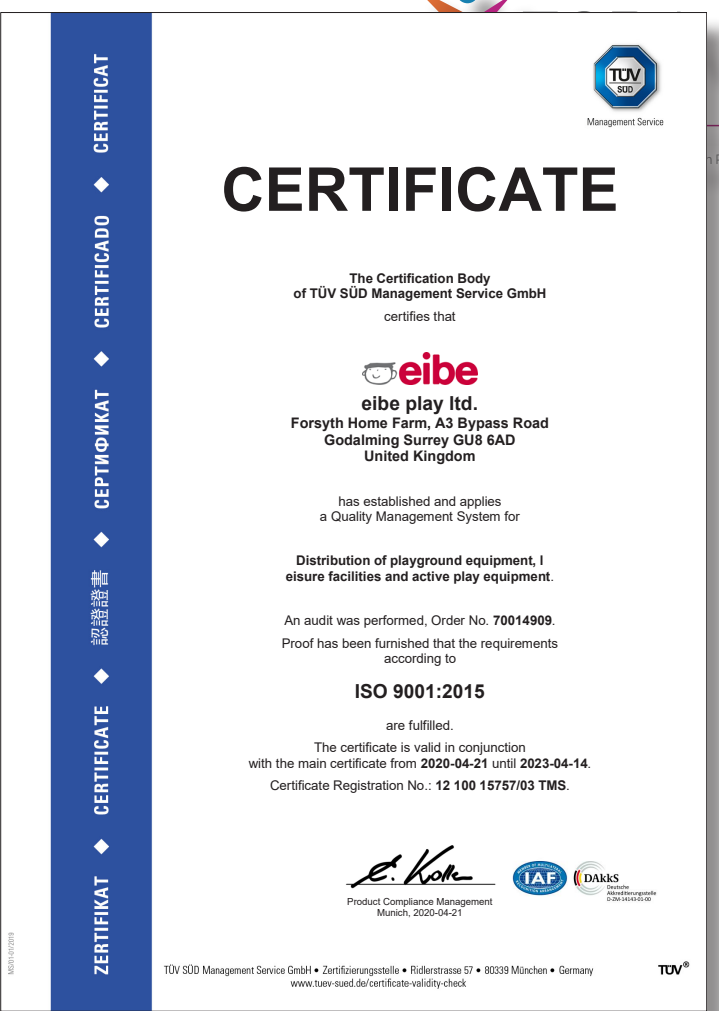 TÜV
SÜD
Management Service
CERTIFICATE
The Certification Body
of TÜV SÜD Management Service GmbH
certifies that
eibe
eibe play ltd.
Forsyth Home Farm, A3 Bypass Road
Godalming Surrey GU8 6AD
United Kingdom
has established and applies
a Quality Management System for
Distribution of playground equipment, l
eisure facilities and active play equipment.
An audit was performed, Order No. 70014909.
Proof has been furnished that the requirements
according to
ISO 9001:2015
are fulfilled.
The certificate is valid in conjunction
with the main certificate from 2020-04-21 until 2023-04-14.
Certificate Registration No.: 12 100 15757/03 TMS.
E. Kolle
Product Compliance Management
Munich, 2020-04-21
IAF
DAkkS
Deutsche
Akkreditierungsstelle
D-ZM-14143-01-00
TÜV SÜD Management Service GmbH • Zertifizierungsstelle • Ridlerstrasse 57 • 80339 München • Germany
www.tuev-sued.de/certificate-validity-check
TÜV®
ZERTIFIKAT ◆ CERTIFICATE ◆ 認證證書 ◆ СЕРТИФИКАТ ◆ CERTIFICADO ◆ CERTIFICAT
MS/01-01/2019